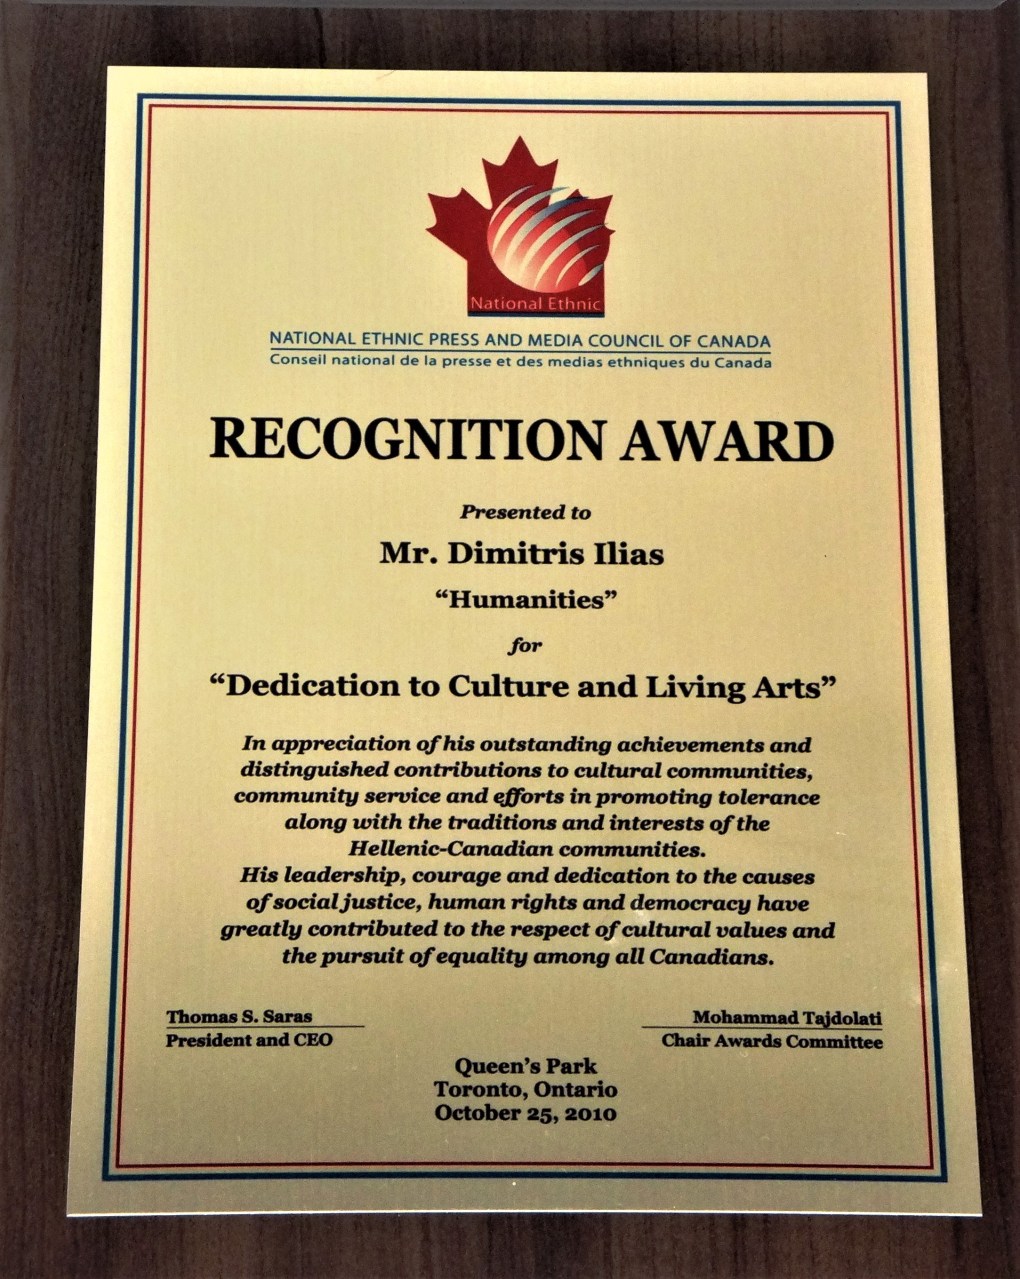 National Ethnic
NATIONAL ETHNIC PRESS AND MEDIA COUNCIL OF CANADA
Conseil national de la presse et des medias ethniques du Canada
RECOGNITION AWARD
Presented to
Mr. Dimitris Ilias
“Humanities”
for
“Dedication to Culture and Living Arts”
In appreciation of his outstanding achievements and
distinguished contributions to cultural communities,
community service and efforts in promoting tolerance
along with the traditions and interests of the
Hellenic-Canadian communities.
His leadership, courage and dedication to the causes
of social justice, human rights and democracy have
greatly contributed to the respect of cultural values and
the pursuit of equality among all Canadians.
Thomas S. Saras
President and CEO
Mohammad Tajdolati
Chair Awards Committee
Queen’s Park
Toronto, Ontario
October 25, 2010